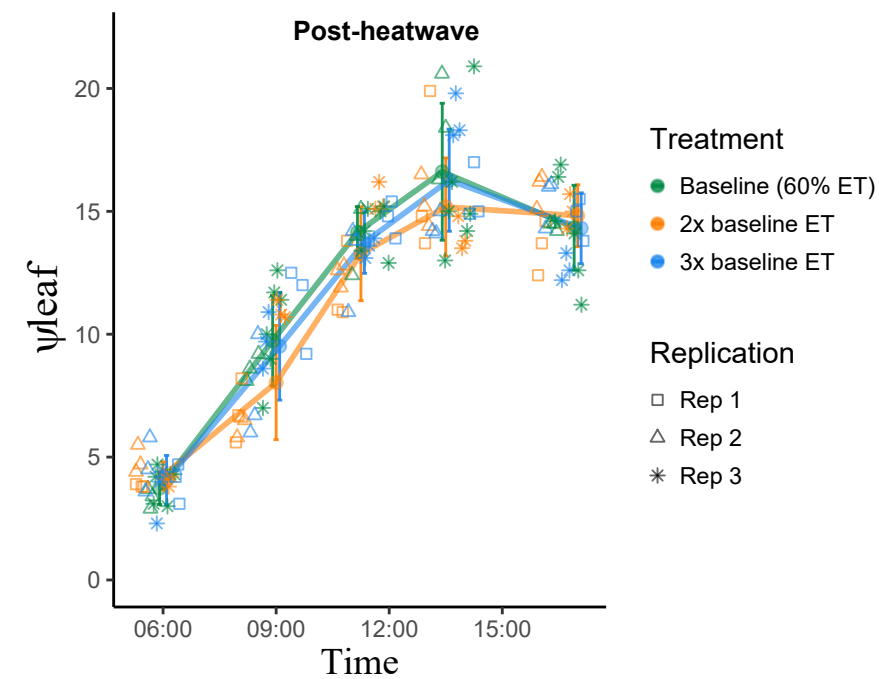 Post-heatwave
ψleaf
20
15
10
5
0
06:00 09:00 12:00 15:00
Time
Treatment
Baseline (60% ET)
2x baseline ET
3x baseline ET
Replication
Rep 1
Rep 2
Rep 3